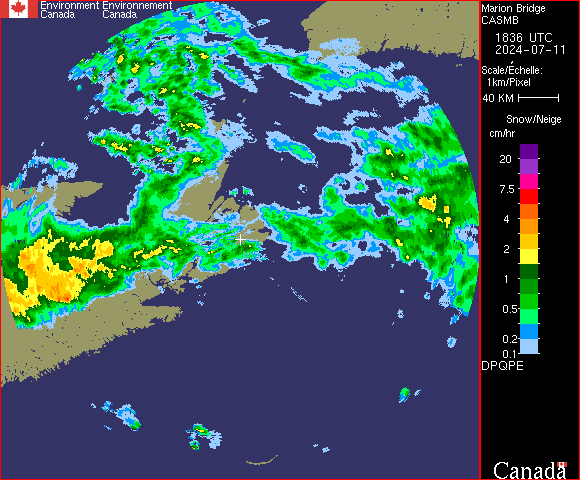 Environment Environnement
Canada Canada
Marion Bridge
CASMB
1836 UTC
2024-07-11
Scale/Échelle:
1km/Pixel
40 KM
Snow/Neige
cm/hr
20
7.5
4
2
1
0.5
0.2
0.1
DPQPE
Canada